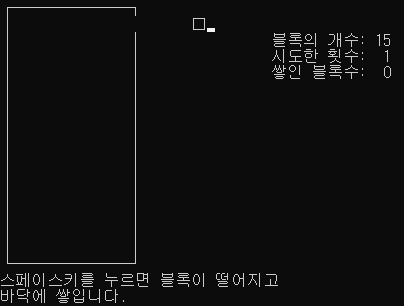 블록의 개수: 15
시도한 횟수: 1
쌓인 블록수: 0
스페이스키를 누르면 블록이 떨어지고
바닥에 쌓입니다.